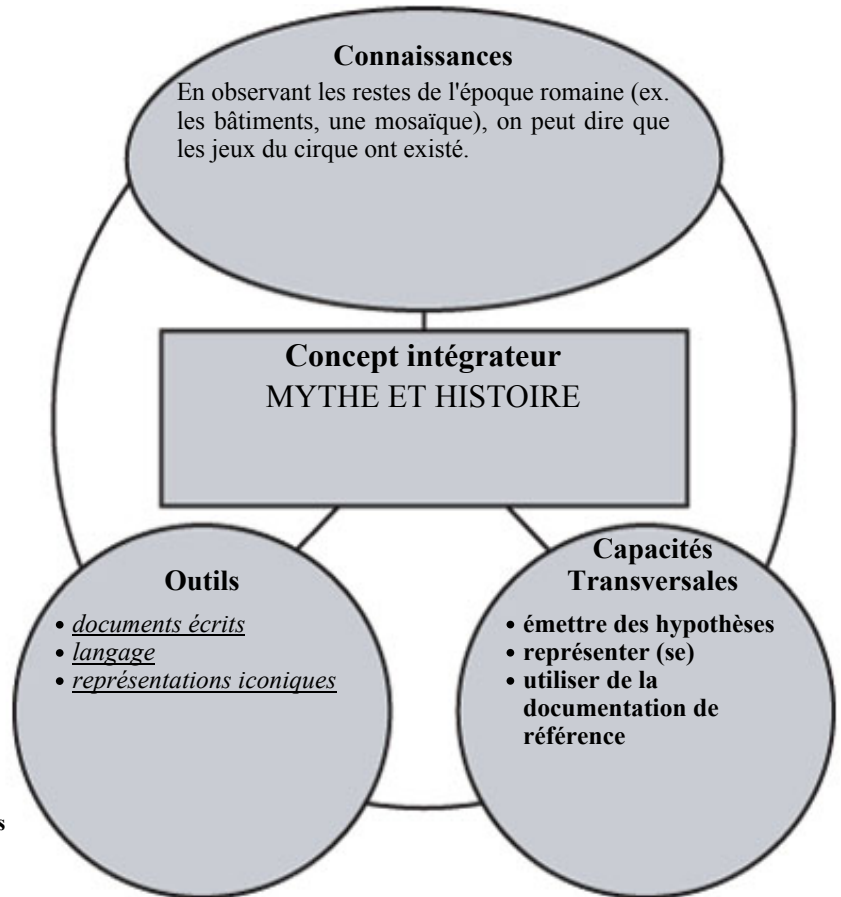 Connaissances
En observant les restes de l'époque romaine (ex.
les bâtiments, une mosaïque), on peut dire que
les jeux du cirque ont existé.
Concept intégrateur
MYTHE ET HISTOIRE
Outils
• documents écrits
• langage
• représentations iconiques
Capacités
Transversales
• émettre des hypothèses
• représenter (se)
• utiliser de la
documentation de
référence
s